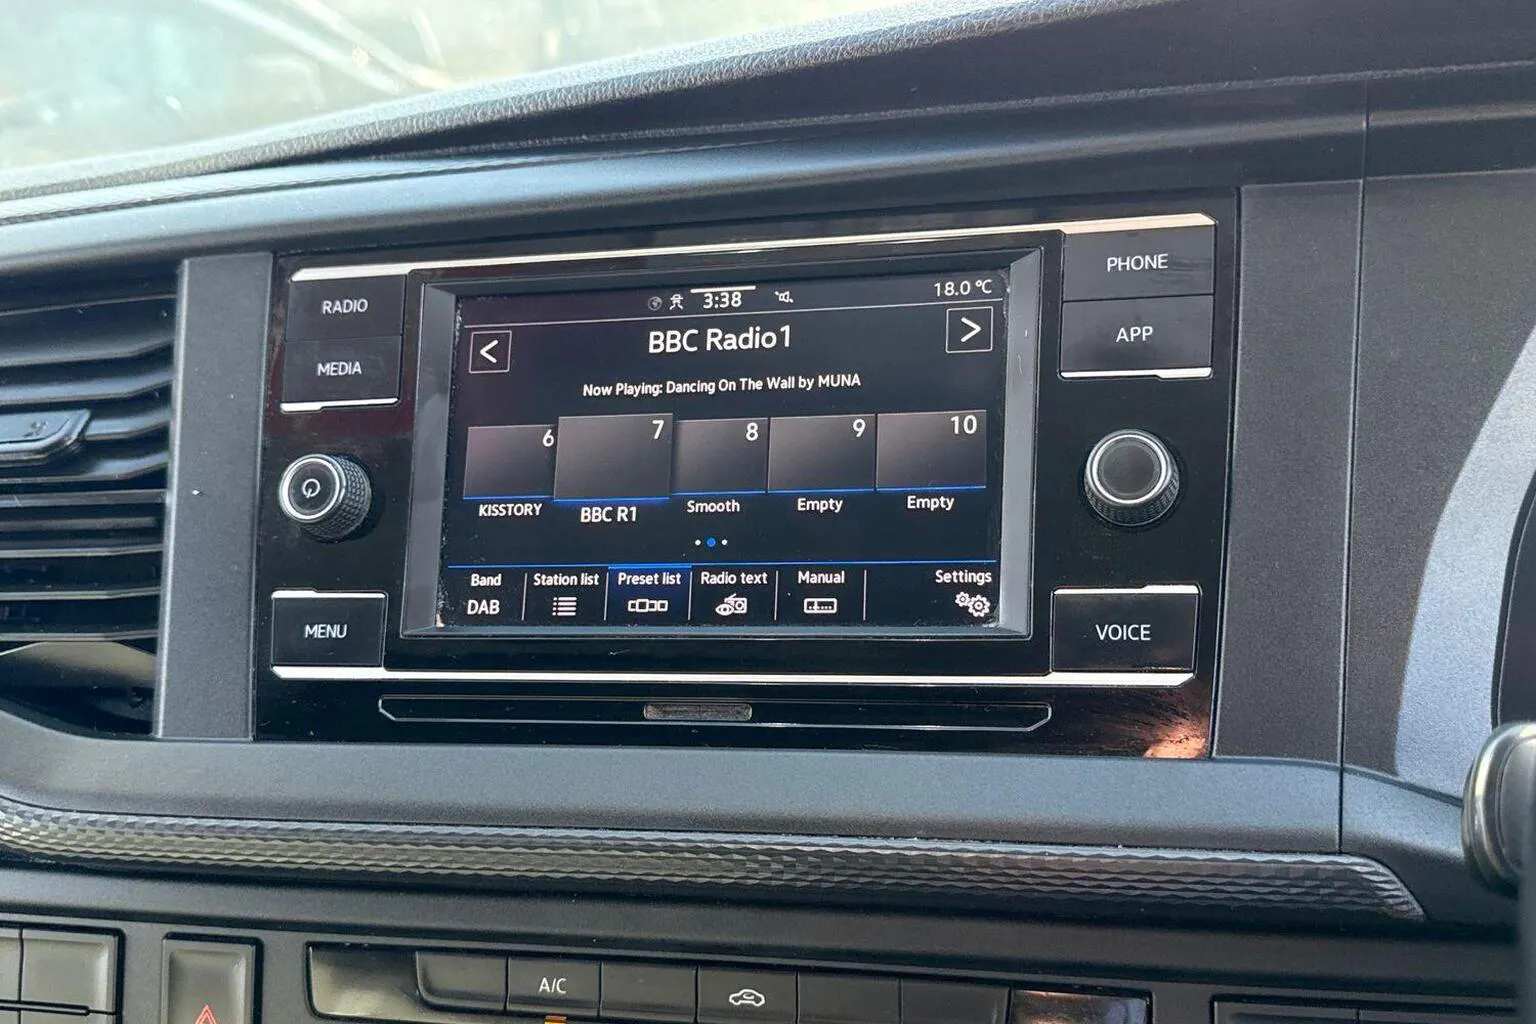 RADIO
MEDIA
MENU
PHONE
APP
VOICE
3:38
18.0 °C
<
BBC Radio1
>
Now Playing: Dancing On The Wall by MUNA
6 7 8 9 10
KISSTORY BBC R1 Smooth Empty Empty
Band Station list Preset list Radio text Manual Settings
DAB
A/C